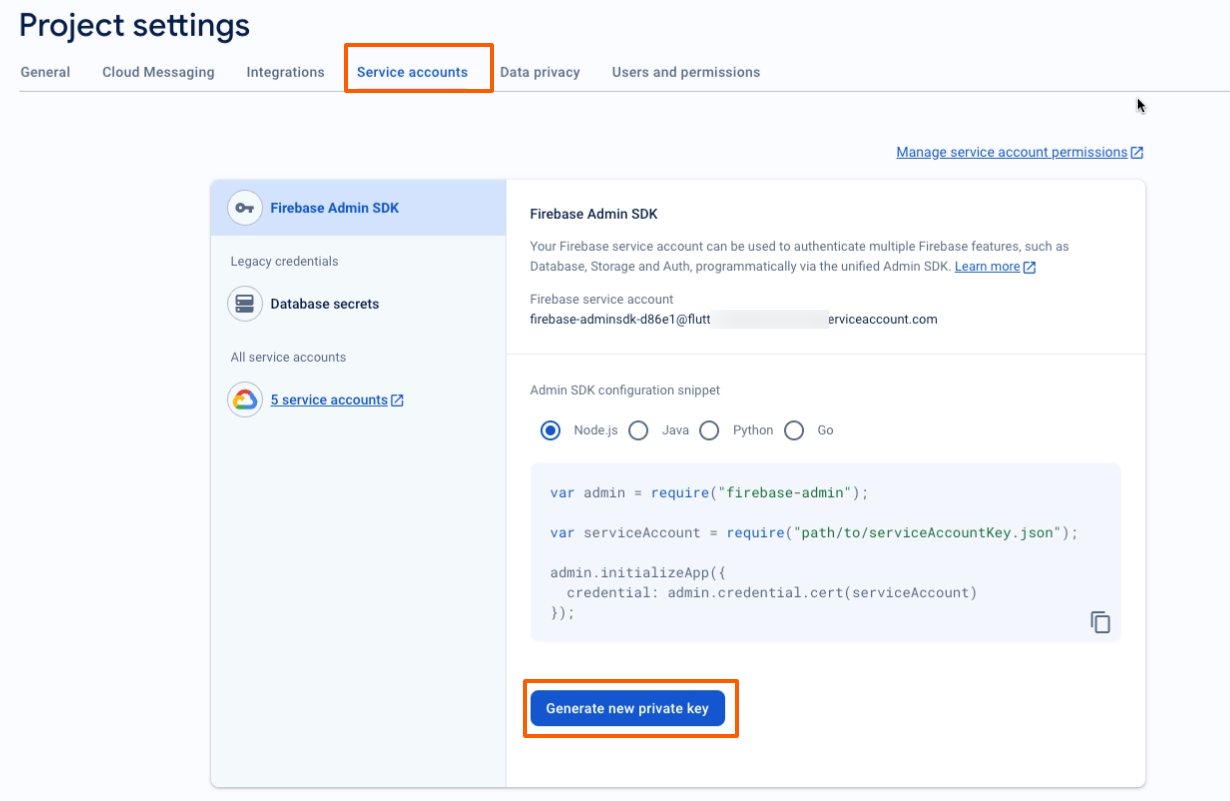 Project settings
General Cloud Messaging Integrations Service accounts Data privacy Users and permissions
Manage service account permissions
Firebase Admin SDK
Legacy credentials
Database secrets
All service accounts
5 service accounts
Firebase Admin SDK
Your Firebase service account can be used to authenticate multiple Firebase features, such as
Database, Storage and Auth, programmatically via the unified Admin SDK. Learn more
Firebase service account
firebase-adminsdk-d86e1@flutt erviceaccount.com
Admin SDK configuration snippet
Node.js Java Python Go
var admin = require("firebase-admin");
var serviceAccount = require("path/to/serviceAccountKey.json");
admin.initializeApp({
  credential: admin.credential.cert(serviceAccount)
});
Generate new private key